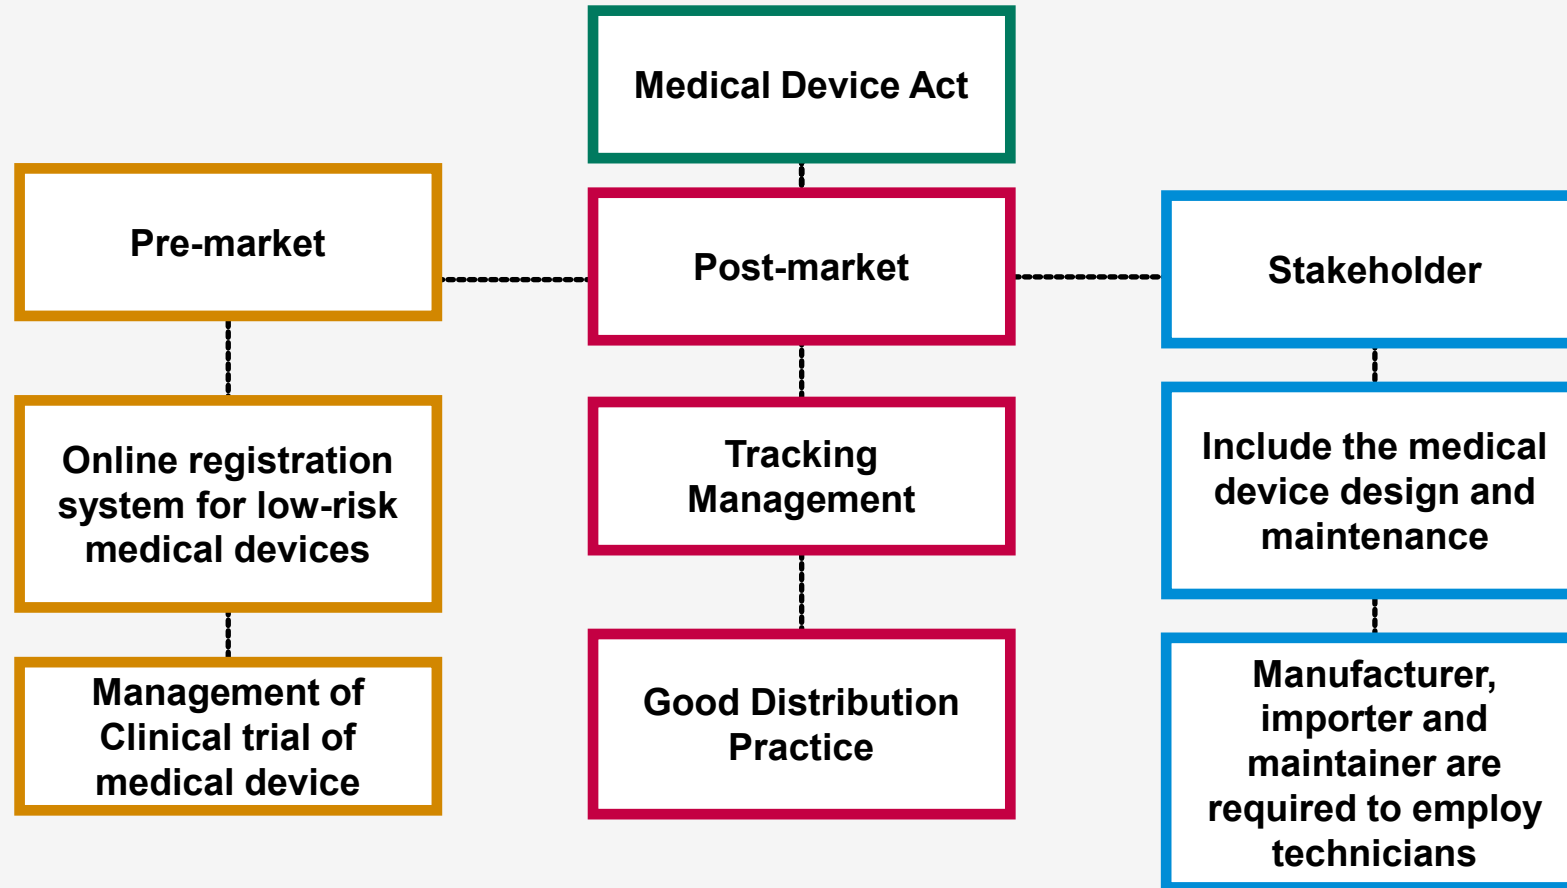 Medical Device Act
Pre-market
Post-market
Stakeholder
Online registration
system for low-risk
medical devices
Tracking
Management
Include the medical
device design and
maintenance
Management of
Clinical trial of
medical device
Good Distribution
Practice
Manufacturer,
importer and
maintainer are
required to employ
technicians